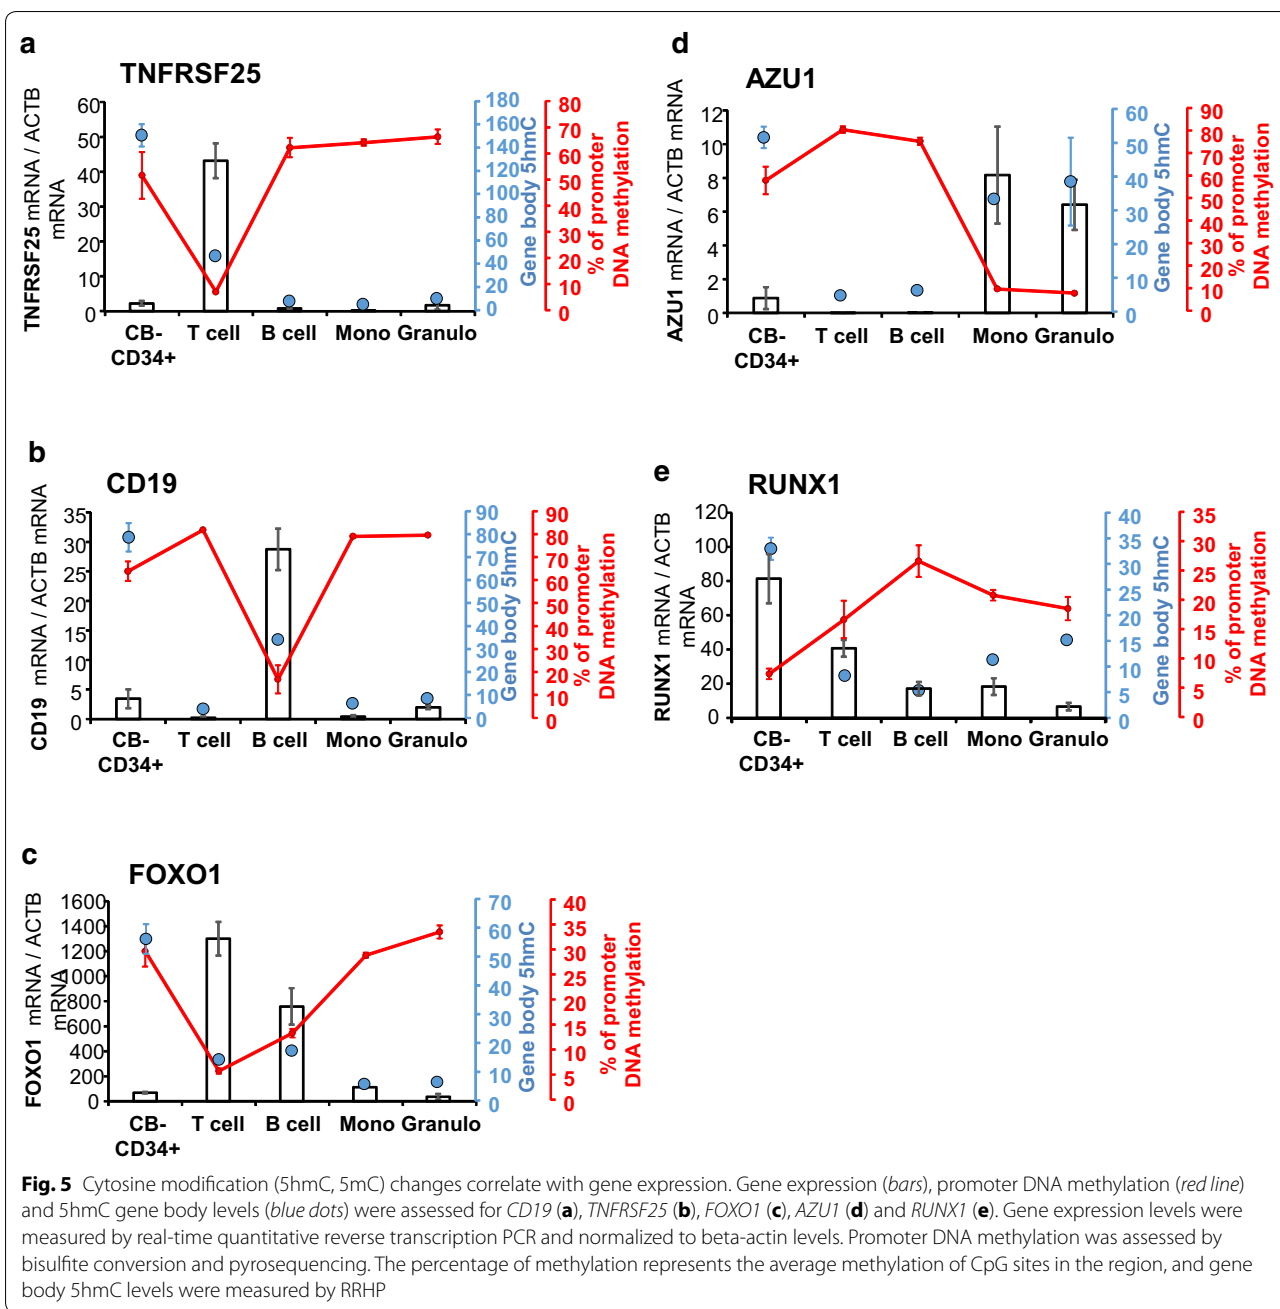 a
TNFRSF25
TNFRSF25 mRNA / ACTB
mRNA
60
50
40
30
20
10
0
180
160
140
120
100
80
60
40
20
0
Gene body 5hmC
80
70
60
50
40
30
20
10
0
% of promoter
DNA methylation
CB-
CD34+
T cell
B cell
Mono
Granulo
d
AZU1
AZU1 mRNA / ACTB mRNA
12
10
8
6
4
2
0
60
50
40
30
20
10
0
Gene body 5hmC
90
80
70
60
50
40
30
20
10
0
% of promoter
DNA methylation
CB-
CD34+
T cell
B cell
Mono
Granulo
b
CD19
CD19 mRNA / ACTB mRNA
35
30
25
20
15
10
5
0
90
80
70
60
50
40
30
20
10
0
Gene body 5hmC
90
80
70
60
50
40
30
20
10
0
% of promoter
DNA methylation
CB-
CD34+
T cell
B cell
Mono
Granulo
e
RUNX1
RUNX1 mRNA / ACTB
mRNA
120
100
80
60
40
20
0
40
35
30
25
20
15
10
5
0
Gene body 5hmC
35
30
25
20
15
10
5
0
% of promoter
DNA methylation
CB-
CD34+
T cell
B cell
Mono
Granulo
c
FOXO1
FOXO1 mRNA / ACTB
mRNA
1600
1400
1200
1000
800
600
400
200
0
70
60
50
40
30
20
10
0
Gene body 5hmC
40
35
30
25
20
15
10
5
0
% of promoter
DNA methylation
CB-
CD34+
T cell
B cell
Mono
Granulo
Fig. 5 Cytosine modification (5hmC, 5mC) changes correlate with gene expression. Gene expression (bars), promoter DNA methylation (red line)
and 5hmC gene body levels (blue dots) were assessed for CD19 (a), TNFRSF25 (b), FOXO1 (c), AZU1 (d) and RUNX1 (e). Gene expression levels were
measured by real-time quantitative reverse transcription PCR and normalized to beta-actin levels. Promoter DNA methylation was assessed by
bisulfite conversion and pyrosequencing. The percentage of methylation represents the average methylation of CpG sites in the region, and gene
body 5hmC levels were measured by RRHP